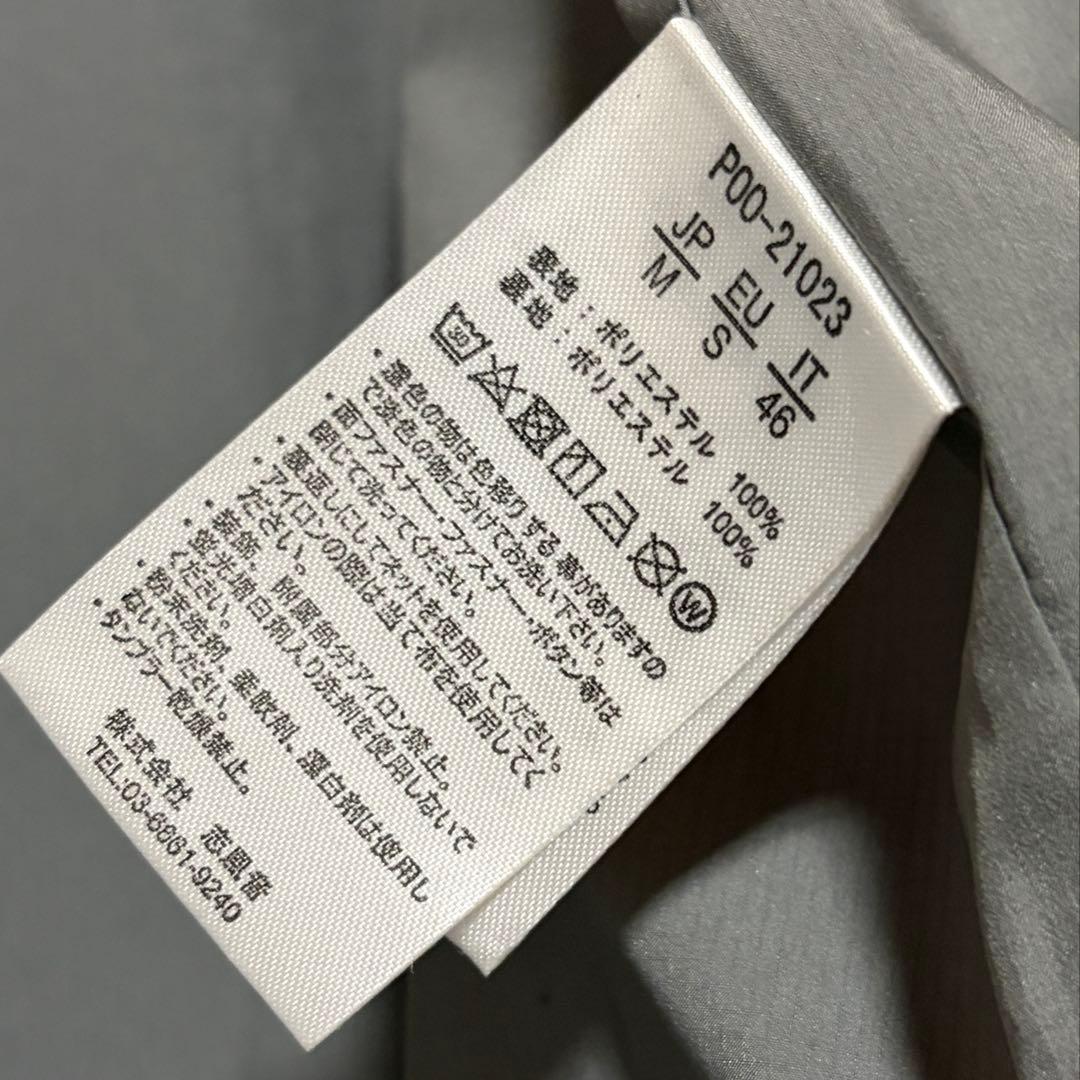 P00-21023
JP EU IT
M S 46
表地：ポリエステル 100%
裏地：ポリエステル 100%
30
W
・濃色の物は色移りする事がありますの
で淡色の物と分けてお洗い下さい。
・面ファスナー・ファスナー・ボタン等は
閉じて洗ってください。
・裏返しにしてネットを使用してください。
・アイロンの際は当て布を使用してく
ださい。
・装飾、附属部分アイロン禁止。
・蛍光増白剤入り洗剤を使用しないで
ください。
・粉末洗剤、柔軟剤、漂白剤は使用し
ないでください。
・タンブラー乾燥禁止。
株式会社 志風音
TEL.03-6661-9240